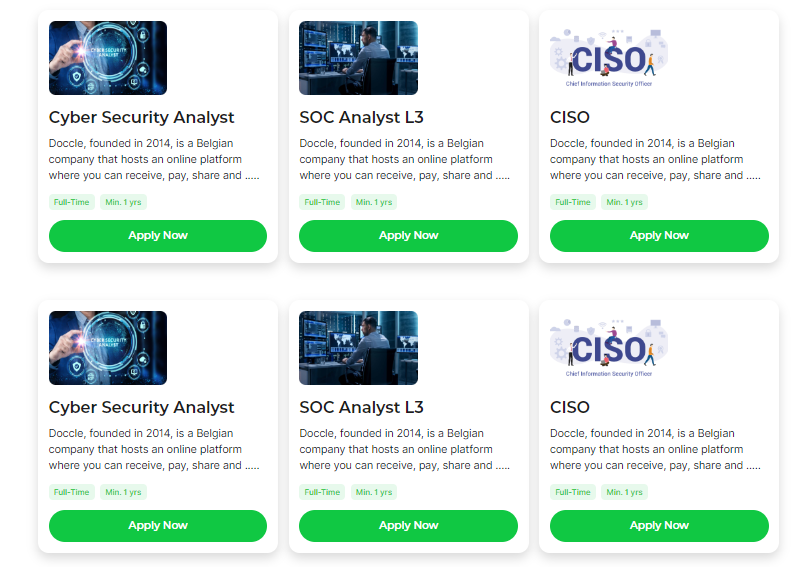 CYBER SECURITY
ANALYST
Cyber Security Analyst
Doccle, founded in 2014, is a Belgian
company that hosts an online platform
where you can receive, pay, share and .....
Full-Time
Min. 1 yrs
Apply Now
SOC Analyst L3
Doccle, founded in 2014, is a Belgian
company that hosts an online platform
where you can receive, pay, share and .....
Full-Time
Min. 1 yrs
Apply Now
CISO
Chief Information Security Officer
CISO
Doccle, founded in 2014, is a Belgian
company that hosts an online platform
where you can receive, pay, share and .....
Full-Time
Min. 1 yrs
Apply Now
CYBER SECURITY
ANALYST
Cyber Security Analyst
Doccle, founded in 2014, is a Belgian
company that hosts an online platform
where you can receive, pay, share and .....
Full-Time
Min. 1 yrs
Apply Now
SOC Analyst L3
Doccle, founded in 2014, is a Belgian
company that hosts an online platform
where you can receive, pay, share and .....
Full-Time
Min. 1 yrs
Apply Now
CISO
Chief Information Security Officer
CISO
Doccle, founded in 2014, is a Belgian
company that hosts an online platform
where you can receive, pay, share and .....
Full-Time
Min. 1 yrs
Apply Now